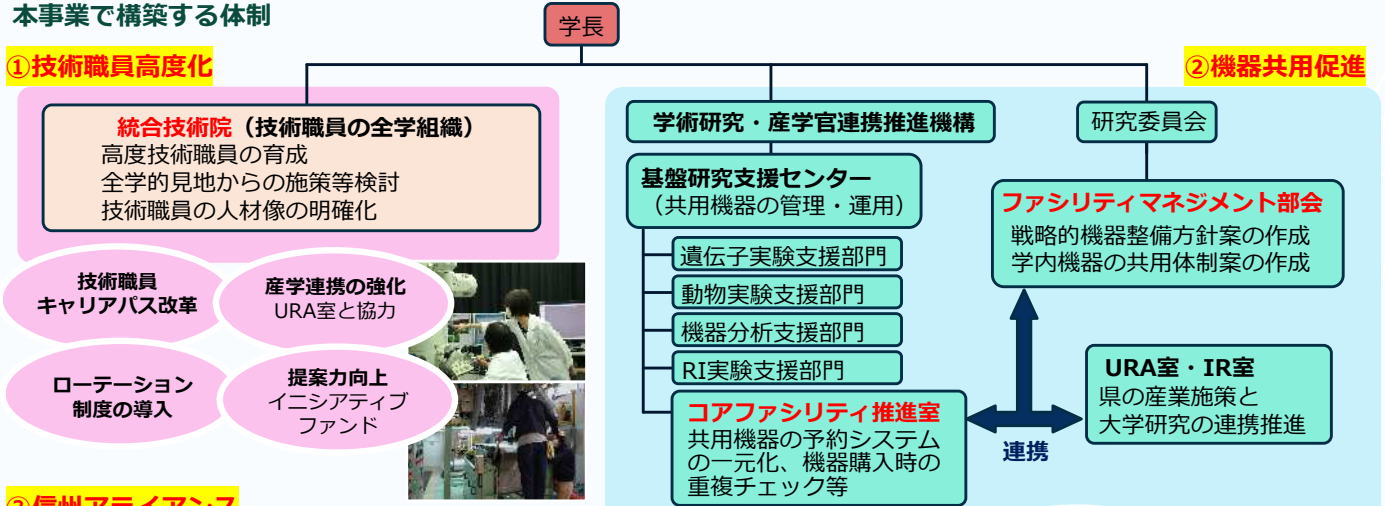 本事業で構築する体制
学長
①技術職員高度化
②機器共用促進
統合技術院（技術職員の全学組織）
高度技術職員の育成
全学的見地からの施策等検討
技術職員の人材像の明確化
技術職員
キャリアパス改革
産学連携の強化
URA室と協力
ローテーション
制度の導入
提案力向上
イニシアティブ
ファンド
学術研究・産学官連携推進機構
基盤研究支援センター
（共用機器の管理・運用）
遺伝子実験支援部門
動物実験支援部門
機器分析支援部門
RI実験支援部門
コアファシリティ推進室
共用機器の予約システム
の一元化、機器購入時の
重複チェック等
研究委員会
ファシリティマネジメント部会
戦略的機器整備方針案の作成
学内機器の共用体制案の作成
URA室・IR室
県の産業施策と
大学研究の連携推進
連携
③信州アライアンス